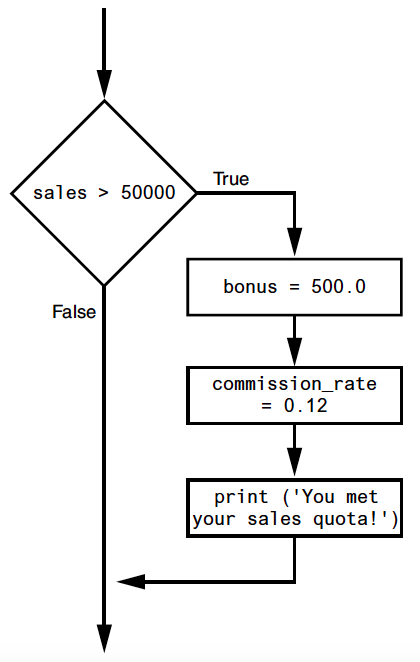 sales > 50000
True
bonus = 500.0
False
commission_rate
= 0.12
print ('You met
your sales quota!')